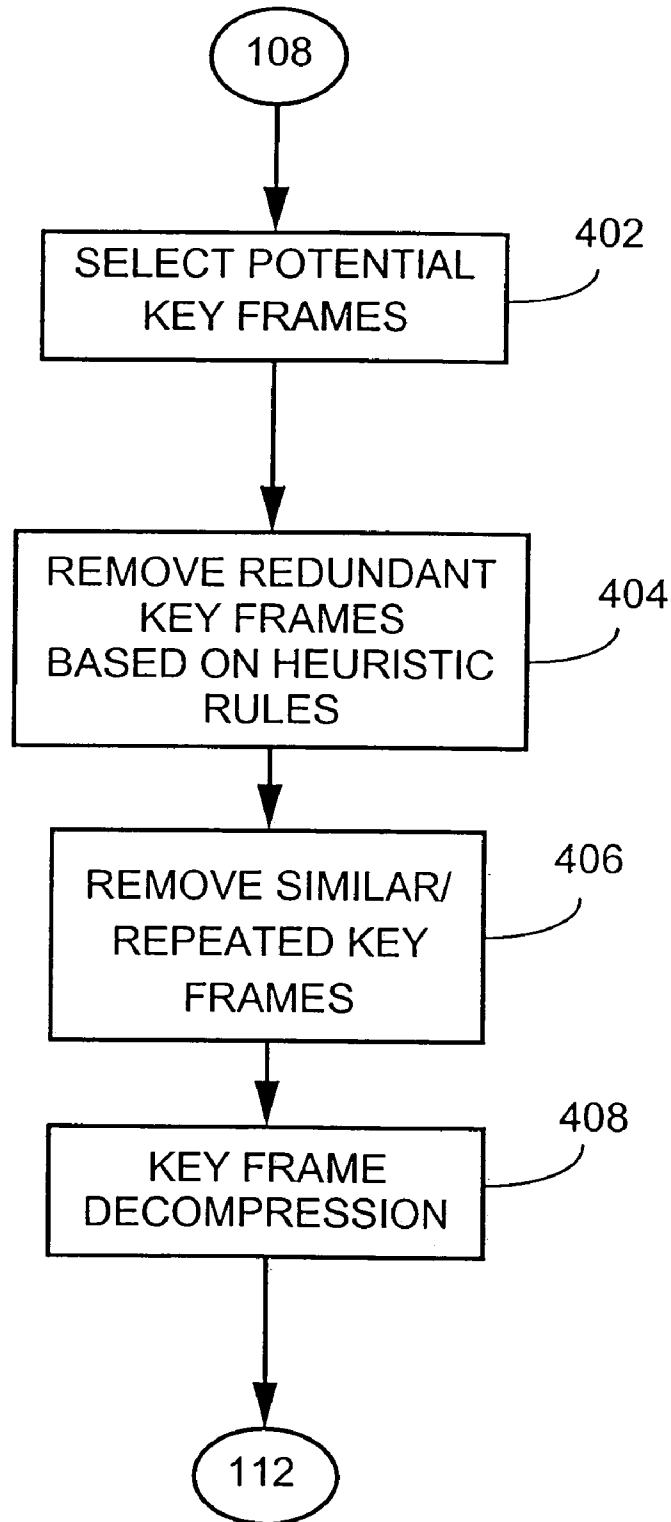 108
SELECT POTENTIAL
KEY FRAMES
402
REMOVE REDUNDANT
KEY FRAMES
BASED ON HEURISTIC
RULES
404
REMOVE SIMILAR/
REPEATED KEY
FRAMES
406
KEY FRAME
DECOMPRESSION
408
112